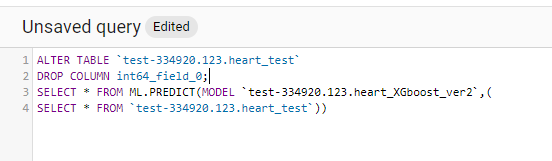 Unsaved query Edited
1 ALTER TABLE `test-334920.123.heart_test`
2 DROP COLUMN int64_field_0;
3 SELECT * FROM ML.PREDICT(MODEL `test-334920.123.heart_XGboost_ver2`,(
4 SELECT * FROM `test-334920.123.heart_test`))